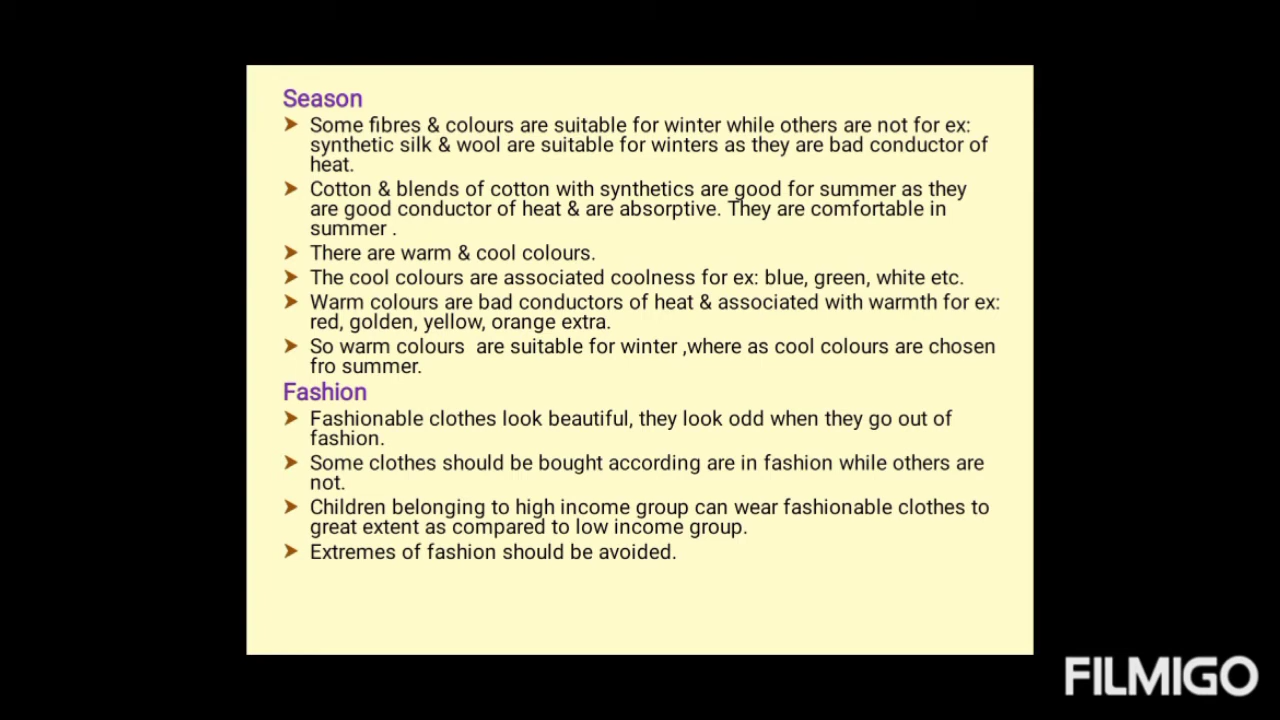 Season
➤ Some fibres & colours are suitable for winter while others are not for ex:
synthetic silk & wool are suitable for winters as they are bad conductor of
heat.
➤ Cotton & blends of cotton with synthetics are good for summer as they
are good conductor of heat & are absorptive. They are comfortable in
summer .
➤ There are warm & cool colours.
➤ The cool colours are associated coolness for ex: blue, green, white etc.
➤ Warm colours are bad conductors of heat & associated with warmth for ex:
red, golden, yellow, orange extra.
➤ So warm colours  are suitable for winter ,where as cool colours are chosen
fro summer.
Fashion
➤ Fashionable clothes look beautiful, they look odd when they go out of
fashion.
➤ Some clothes should be bought according are in fashion while others are
not.
➤ Children belonging to high income group can wear fashionable clothes to
great extent as compared to low income group.
➤ Extremes of fashion should be avoided.
FILMIGO